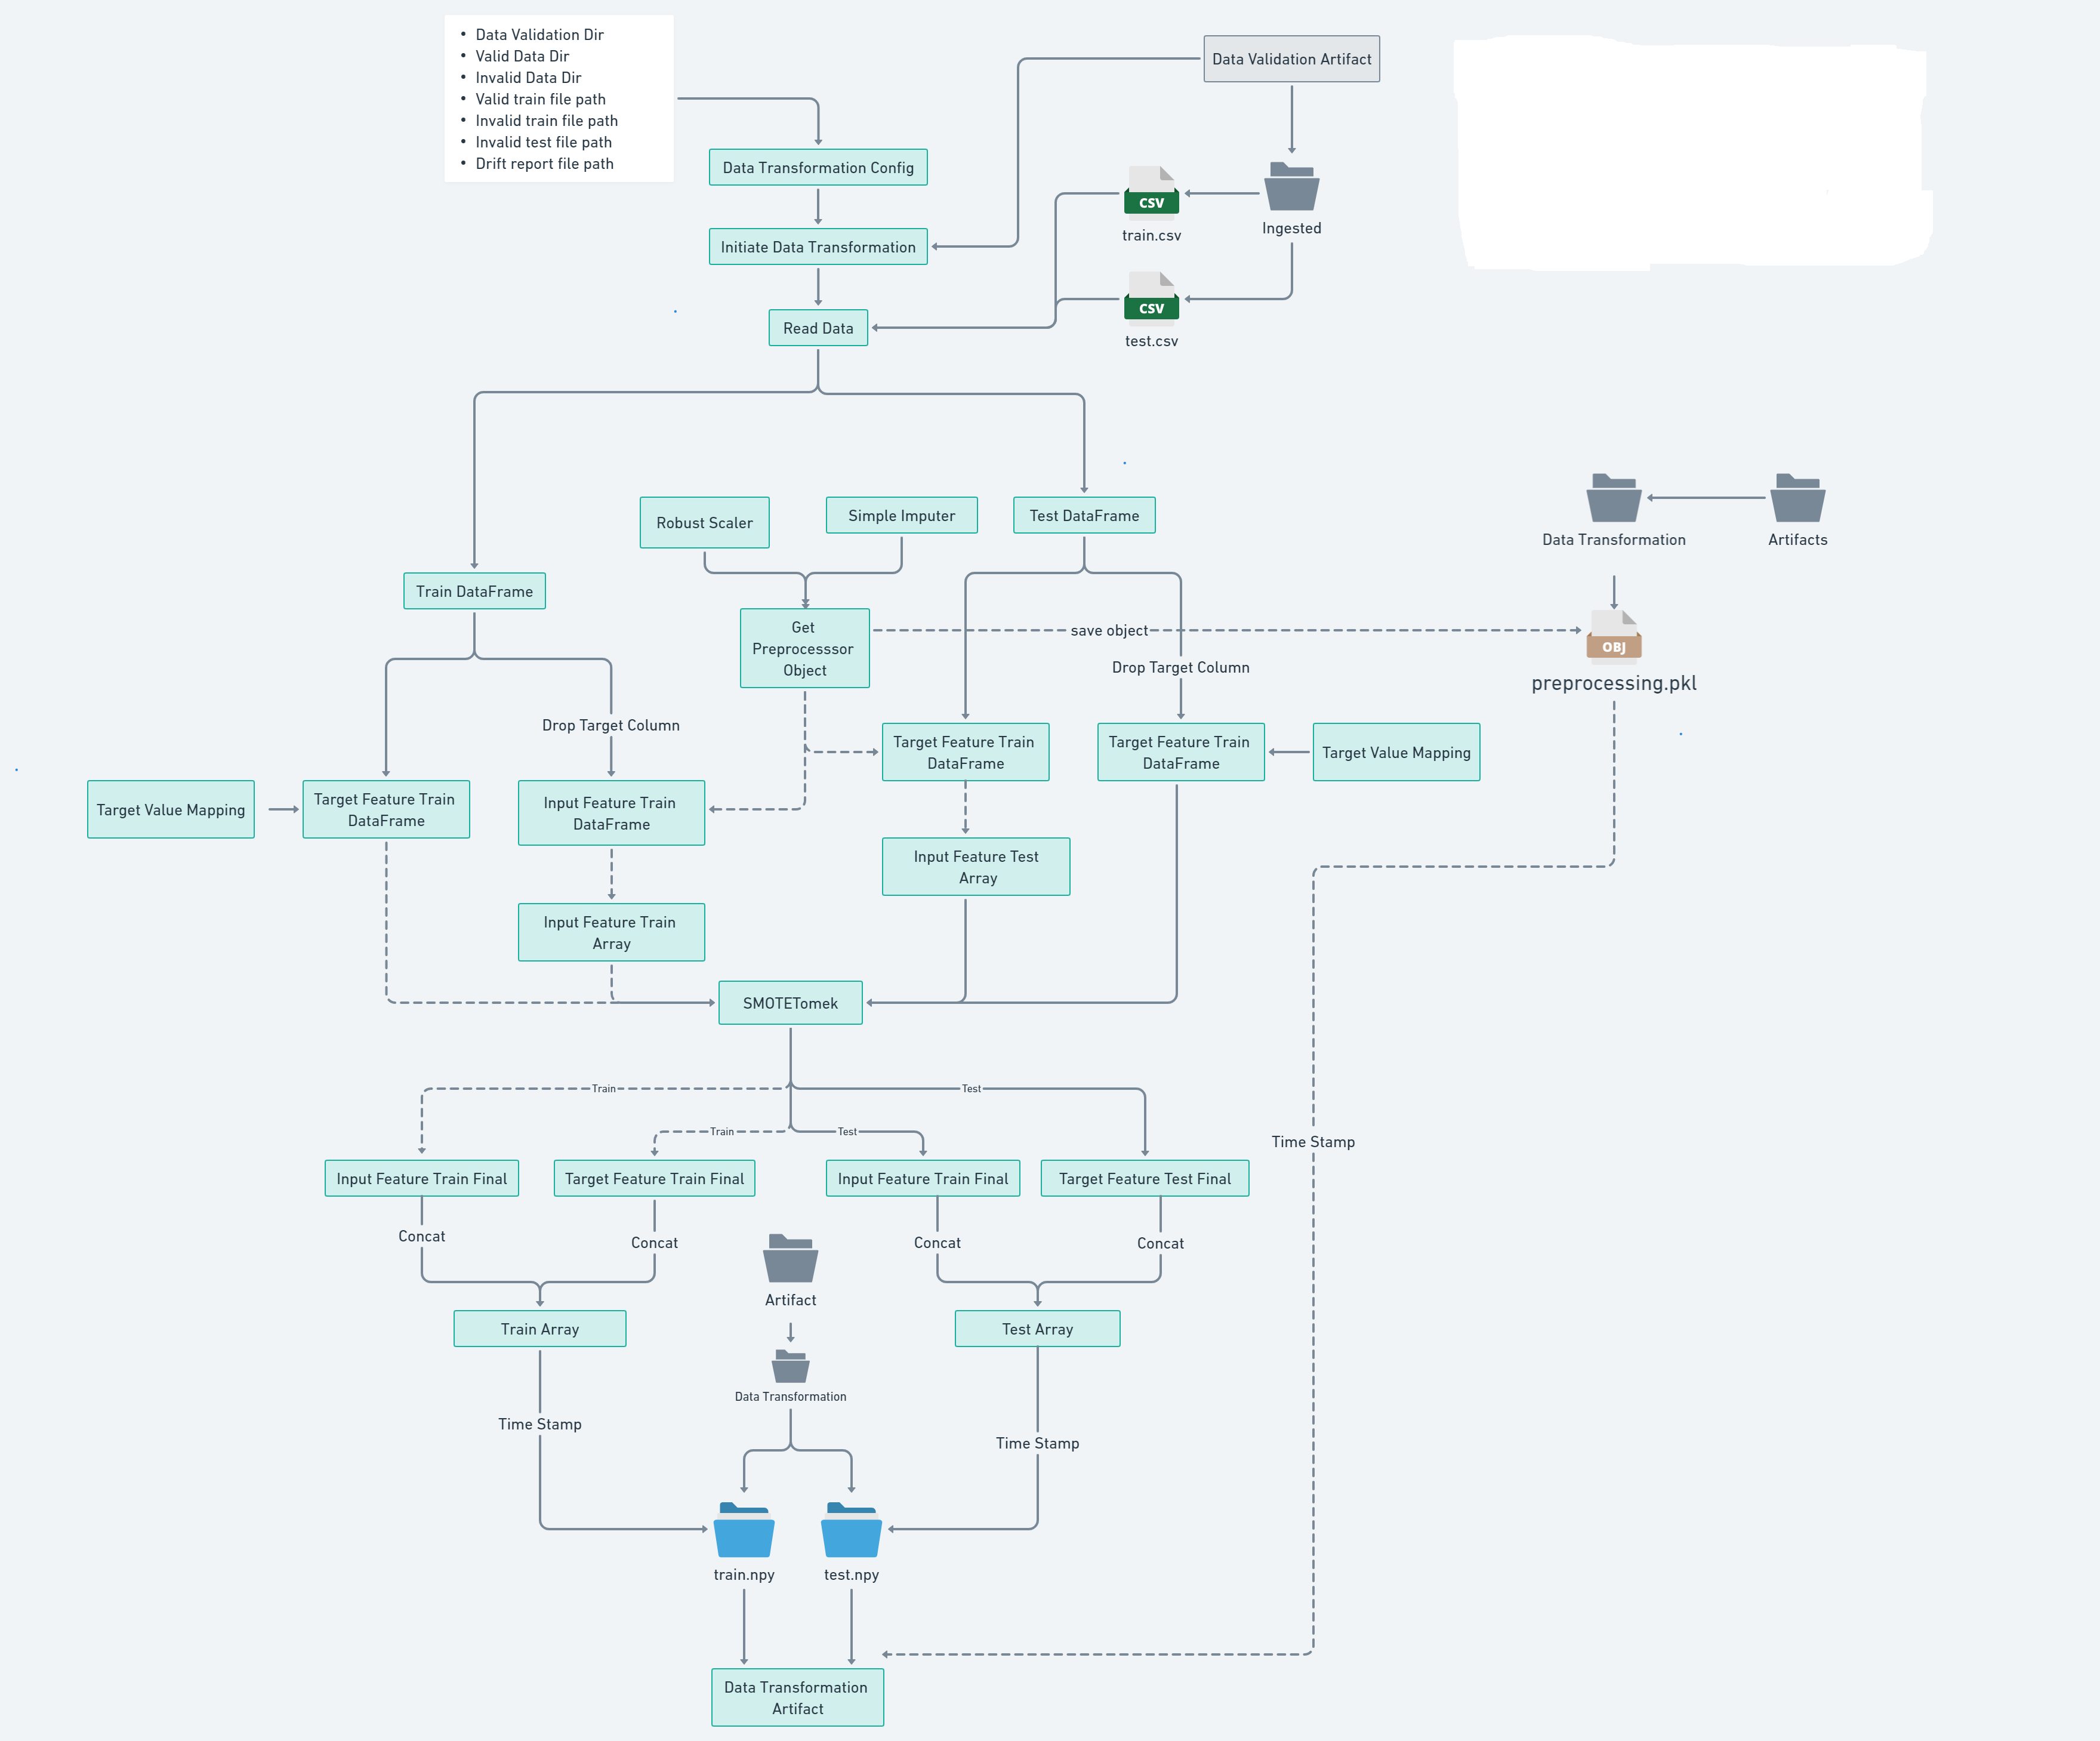 • Data Validation Dir
• Valid Data Dir
• Invalid Data Dir
• Valid train file path
• Invalid train file path
• Invalid test file path
• Drift report file path
Data Validation Artifact
Data Transformation Config
Ingested
CSV
train.csv
Initiate Data Transformation
CSV
test.csv
Read Data
Robust Scaler
Simple Imputer
Test DataFrame
Data Transformation
Artifacts
Train DataFrame
Get
Preprocesssor
Object
save object
OBJ
preprocessing.pkl
Drop Target Column
Drop Target Column
Target Feature Train
DataFrame
Target Feature Train
DataFrame
Target Value Mapping
Target Value Mapping
Target Feature Train
DataFrame
Input Feature Train
DataFrame
Input Feature Test
Array
Input Feature Train
Array
SMOTETomek
Train
Test
Train
Test
Time Stamp
Input Feature Train Final
Target Feature Train Final
Input Feature Train Final
Target Feature Test Final
Concat
Concat
Concat
Concat
Artifact
Train Array
Test Array
Data Transformation
Time Stamp
Time Stamp
train.npy
test.npy
Data Transformation
Artifact